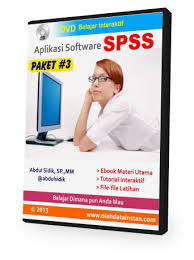 DVD Belajar Interaktif
Aplikasi Software SPSS
PAKET #3
Abdul Sidik, SP.,MM
@abdulsidik
Ebook Materi Utama
Tutorial Interaktif
File-file Latihan
Belajar Dimana pun Anda Mau
© 2013
www.olahdatainstan.com